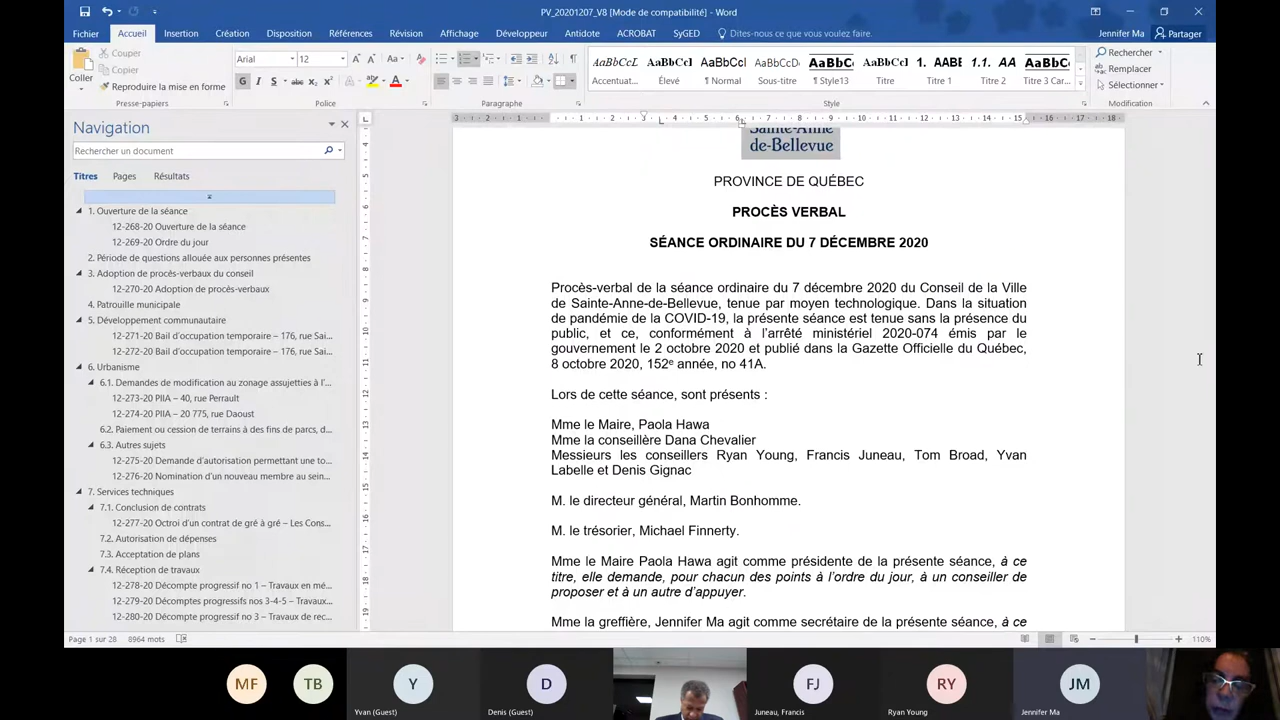 PV_20201207_V8 [Mode de compatibilité] - Word
Fichier Accueil Insertion Création Disposition Références Révision Affichage Développeur Antidote ACROBAT SyGED Dites-nous ce que vous voulez faire. Jennifer Ma Partager
Coller
Couper
Copier
Reproduire la mise en forme
Presse-papiers
Arial 12
G I S abc x₂ x²
Police
Paragraphe
AaBbCcL AaBbCcI AaBbCcI AaBbCcD AaBbC AaBbCcI 1. AABE 1.1. AA AaBbC
Accentuat... Élevé ¶ Normal Sous-titre ¶ Style13 Titre Titre 1 Titre 2 Titre 3 Car...
Style
Rechercher
Remplacer
Sélectionner
Modification
Navigation
Rechercher un document
Titres Pages Résultats
1. Ouverture de la séance
12-268-20 Ouverture de la séance
12-269-20 Ordre du jour
2. Période de questions allouée aux personnes présentes
3. Adoption de procès-verbaux du conseil
12-270-20 Adoption de procès-verbaux
4. Patrouille municipale
5. Développement communautaire
12-271-20 Bail d'occupation temporaire – 176, rue Sai...
12-272-20 Bail d'occupation temporaire – 176, rue Sai...
6. Urbanisme
6.1. Demandes de modification au zonage assujetties à l'...
12-273-20 PIIA – 40, rue Perrault
12-274-20 PIIA – 20 775, rue Daoust
6.2. Paiement ou cession de terrains à des fins de parcs, d...
6.3. Autres sujets
12-275-20 Demande d'autorisation permettant une to...
12-276-20 Nomination d'un nouveau membre au sein...
7. Services techniques
7.1. Conclusion de contrats
12-277-20 Octroi d'un contrat de gré à gré – Les Cons...
7.2. Autorisation de dépenses
7.3. Acceptation de plans
7.4. Réception de travaux
12-278-20 Décompte progressif no 1 – Travaux en mé...
12-279-20 Décomptes progressifs nos 3-4-5 – Travaux...
12-280-20 Décompte progressif no 3 – Travaux de rec...
Sainte-Anne
de-Bellevue
PROVINCE DE QUÉBEC
PROCÈS VERBAL
SÉANCE ORDINAIRE DU 7 DÉCEMBRE 2020
Procès-verbal de la séance ordinaire du 7 décembre 2020 du Conseil de la Ville
de Sainte-Anne-de-Bellevue, tenue par moyen technologique. Dans la situation
de pandémie de la COVID-19, la présente séance est tenue sans la présence du
public, et ce, conformément à l'arrêté ministériel 2020-074 émis par le
gouvernement le 2 octobre 2020 et publié dans la Gazette Officielle du Québec,
8 octobre 2020, 152e année, no 41A.
Lors de cette séance, sont présents :
Mme le Maire, Paola Hawa
Mme la conseillère Dana Chevalier
Messieurs les conseillers Ryan Young, Francis Juneau, Tom Broad, Yvan
Labelle et Denis Gignac
M. le directeur général, Martin Bonhomme.
M. le trésorier, Michael Finnerty.
Mme le Maire Paola Hawa agit comme présidente de la présente séance, à ce
titre, elle demande, pour chacun des points à l'ordre du jour, à un conseiller de
proposer et à un autre d'appuyer.
Mme la greffière, Jennifer Ma agit comme secrétaire de la présente séance, à ce
Page 1 sur 28 8964 mots 110%
MF TB Y D FJ RY JM
Yvan (Guest) Denis (Guest) Juneau, Francis Ryan Young Jennifer Ma